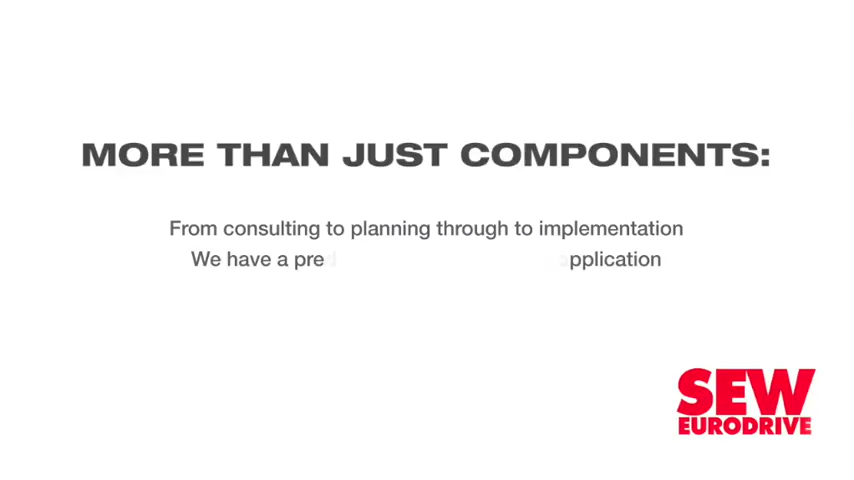 MORE THAN JUST COMPONENTS:
From consulting to planning through to implementation
We have a pre pplication
SEW
EURODRIVE